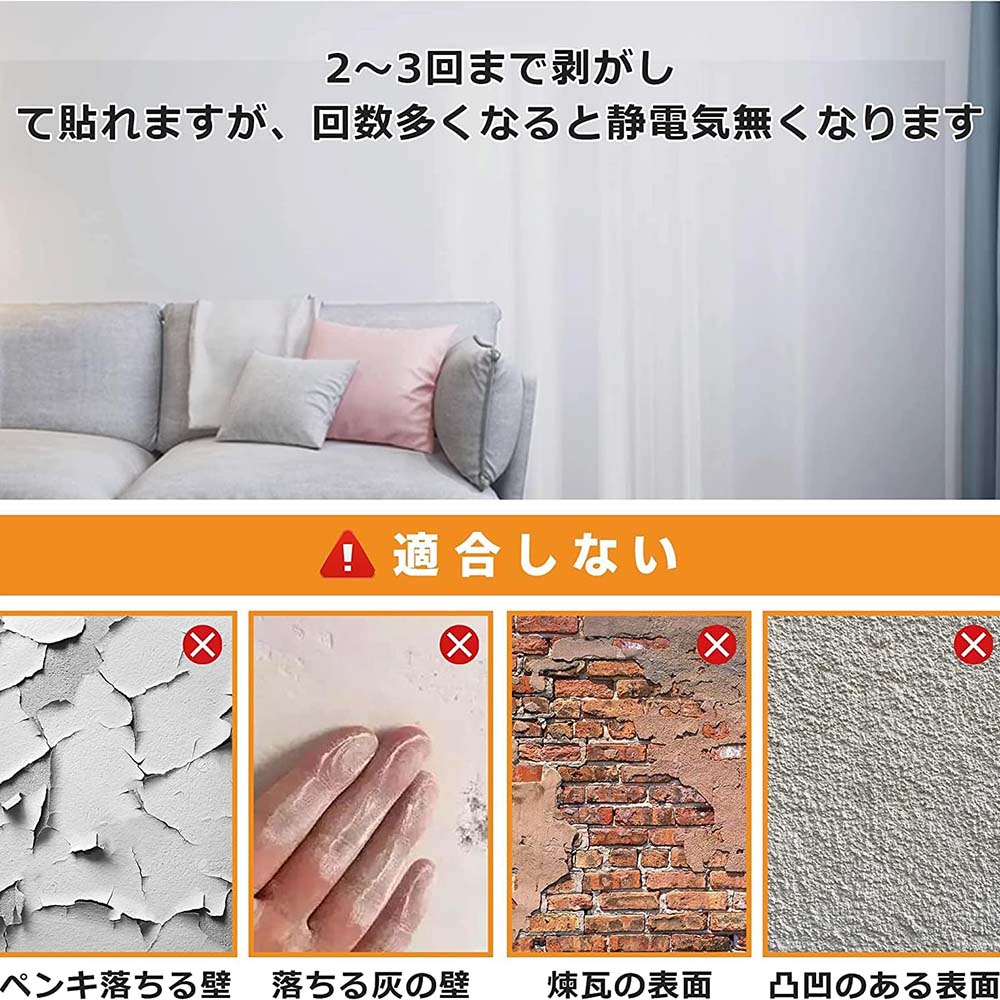 2～3回まで剥がし
て貼れますが、回数多くなると静電気無くなります
適合しない
ペンキ落ちる壁
落ちる灰の壁
煉瓦の表面
凸凹のある表面